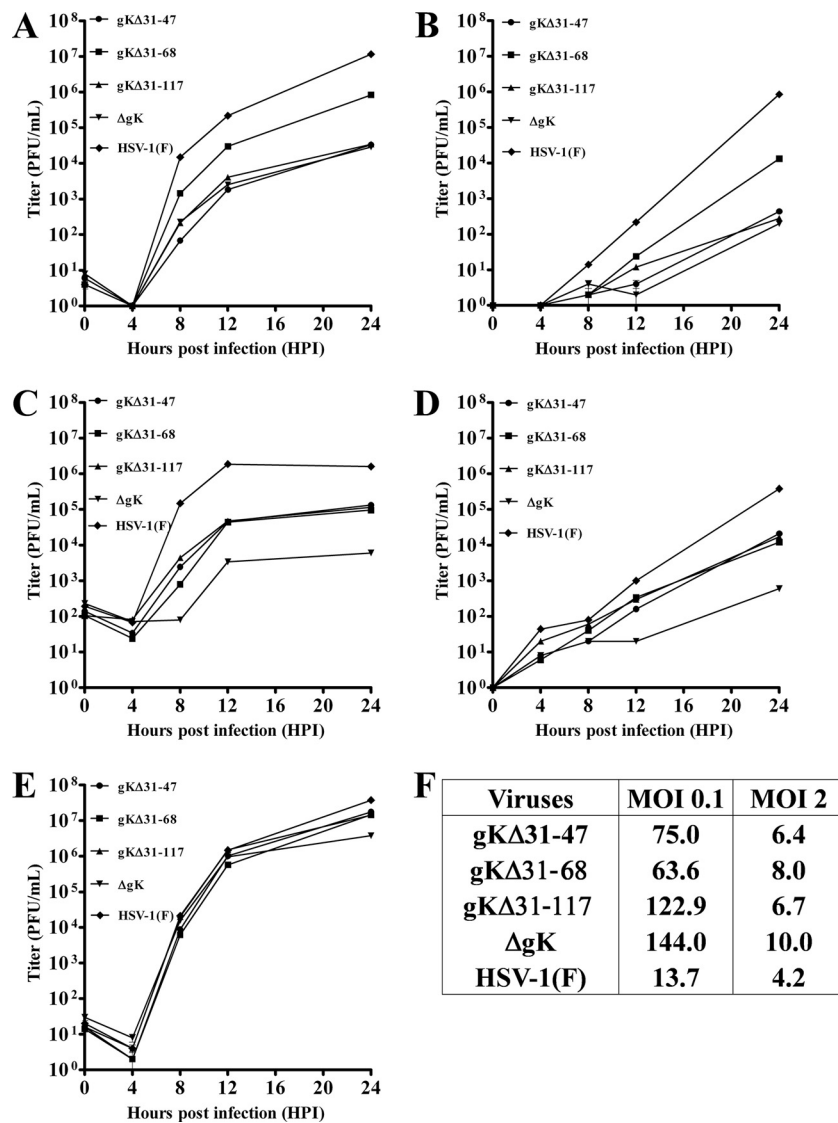 A
10⁸
10⁷
10⁶
10⁵
10⁴
10³
10²
10¹
10⁰
Titer (PFU/mL)
gKΔ31-47
gKΔ31-68
gKΔ31-117
ΔgK
HSV-1(F)
0 4 8 12 16 20 24
Hours post infection (HPI)
B
10⁸
10⁷
10⁶
10⁵
10⁴
10³
10²
10¹
10⁰
Titer (PFU/mL)
gKΔ31-47
gKΔ31-68
gKΔ31-117
ΔgK
HSV-1(F)
0 4 8 12 16 20 24
Hours post infection (HPI)
C
10⁸
10⁷
10⁶
10⁵
10⁴
10³
10²
10¹
10⁰
Titer (PFU/mL)
gKΔ31-47
gKΔ31-68
gKΔ31-117
ΔgK
HSV-1(F)
0 4 8 12 16 20 24
Hours post infection (HPI)
D
10⁸
10⁷
10⁶
10⁵
10⁴
10³
10²
10¹
10⁰
Titer (PFU/mL)
gKΔ31-47
gKΔ31-68
gKΔ31-117
ΔgK
HSV-1(F)
0 4 8 12 16 20 24
Hours post infection (HPI)
E
10⁸
10⁷
10⁶
10⁵
10⁴
10³
10²
10¹
10⁰
Titer (PFU/mL)
gKΔ31-47
gKΔ31-68
gKΔ31-117
ΔgK
HSV-1(F)
0 4 8 12 16 20 24
Hours post infection (HPI)
F
Viruses MOI 0.1 MOI 2
gKΔ31-47 75.0 6.4
gKΔ31-68 63.6 8.0
gKΔ31-117 122.9 6.7
ΔgK 144.0 10.0
HSV-1(F) 13.7 4.2